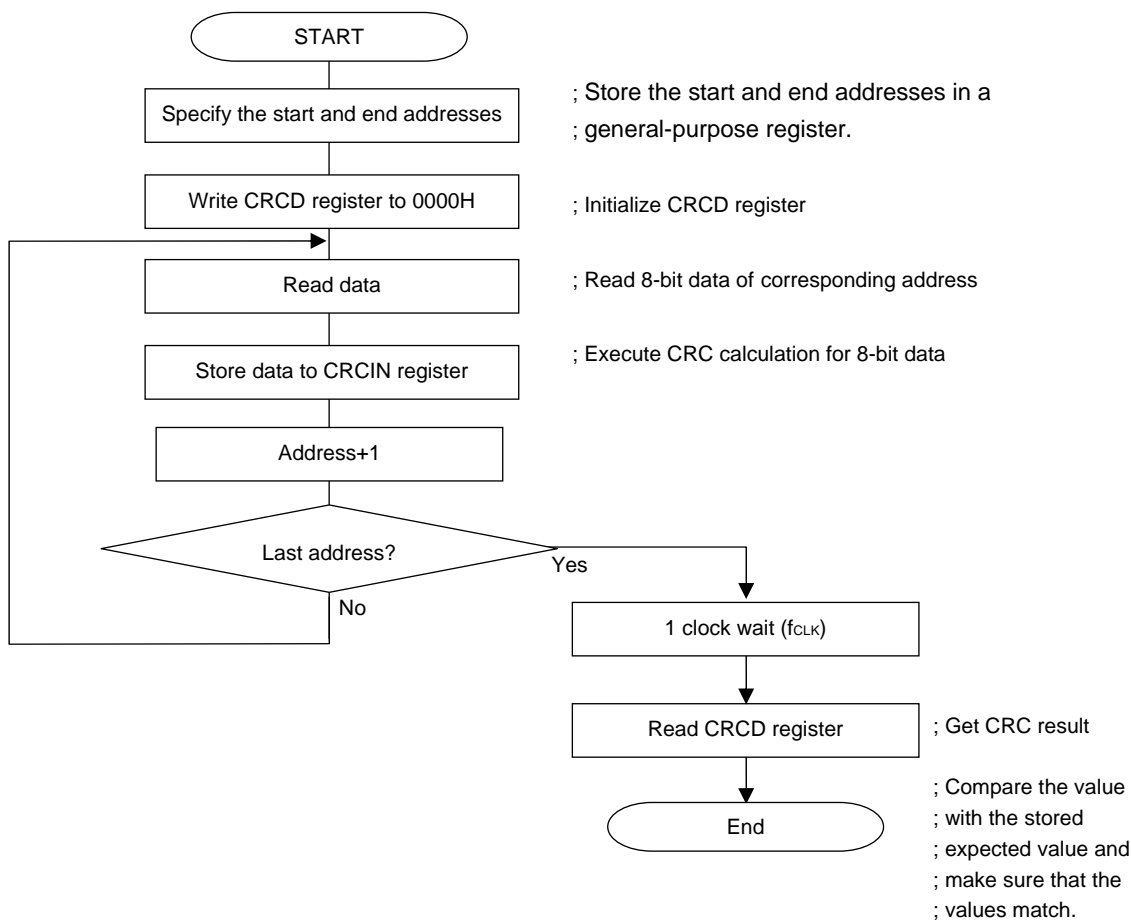 START
Specify the start and end addresses
; Store the start and end addresses in a
; general-purpose register.
Write CRCD register to 0000H
; Initialize CRCD register
Read data
; Read 8-bit data of corresponding address
Store data to CRCIN register
; Execute CRC calculation for 8-bit data
Address+1
Last address?
Yes
No
1 clock wait (fCLK)
Read CRCD register
; Get CRC result
; Compare the value
; with the stored
; expected value and
; make sure that the
; values match.
End